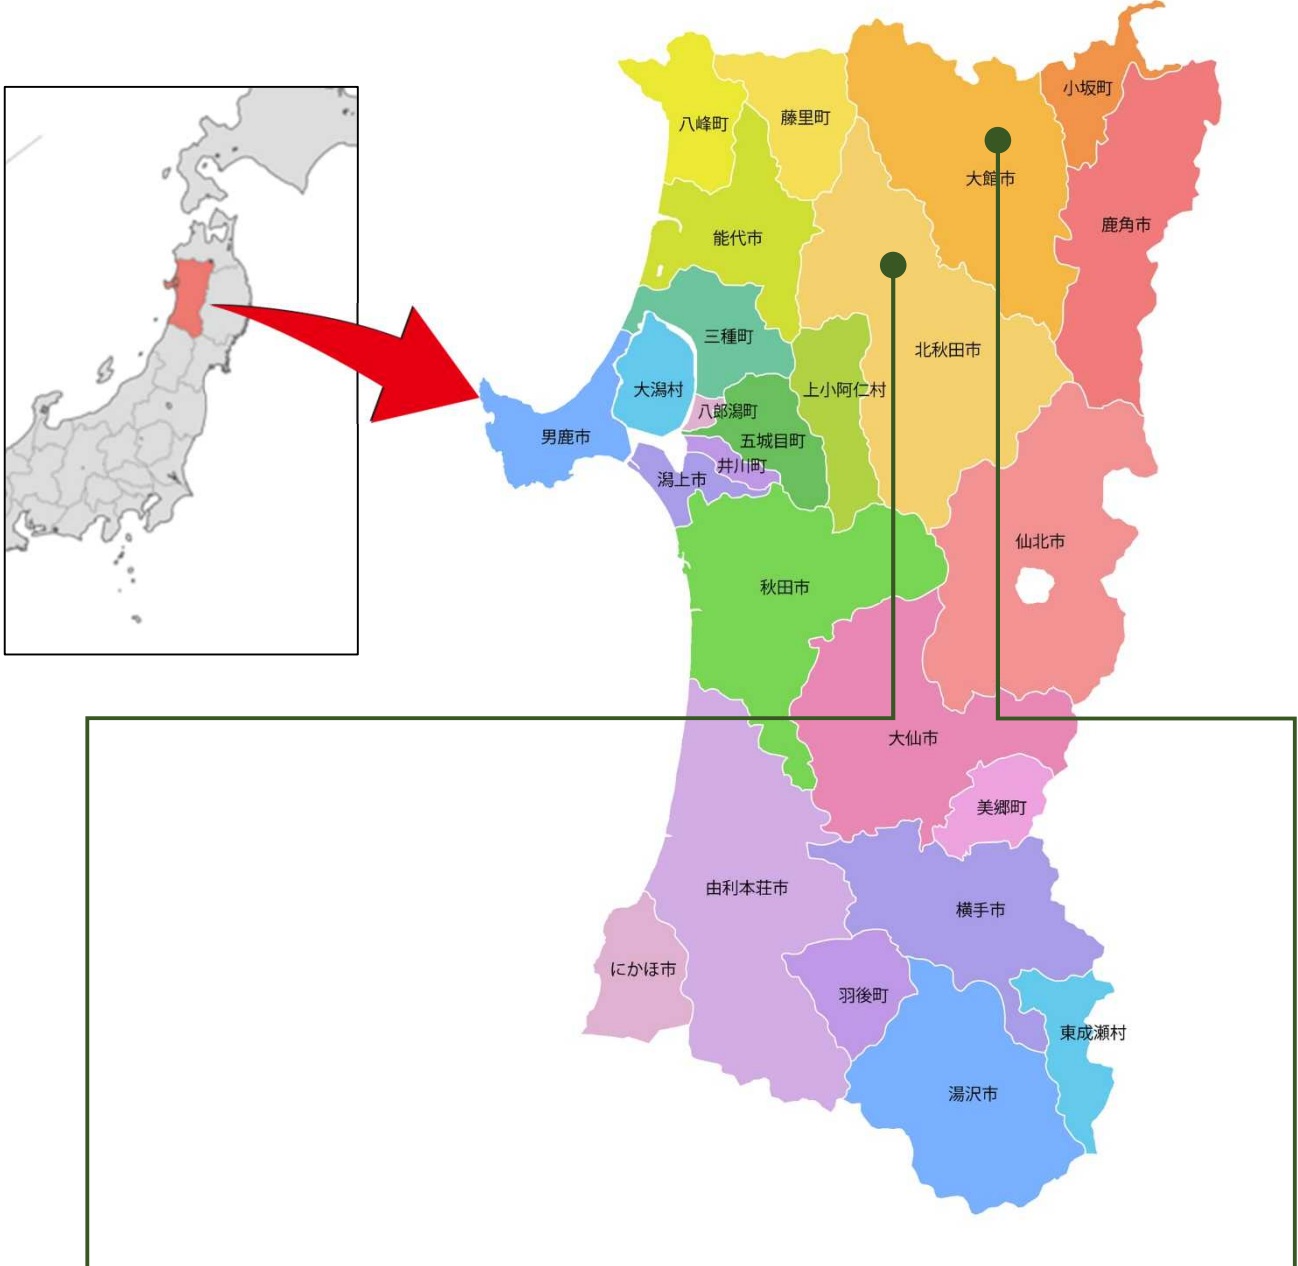 小坂町
八峰町
藤里町
大館市
鹿角市
能代市
三種町
北秋田市
大潟村
上小阿仁村
八郎潟町
男鹿市
五城目町
井川町
潟上市
仙北市
秋田市
大仙市
美郷町
由利本荘市
横手市
にかほ市
羽後町
東成瀬村
湯沢市